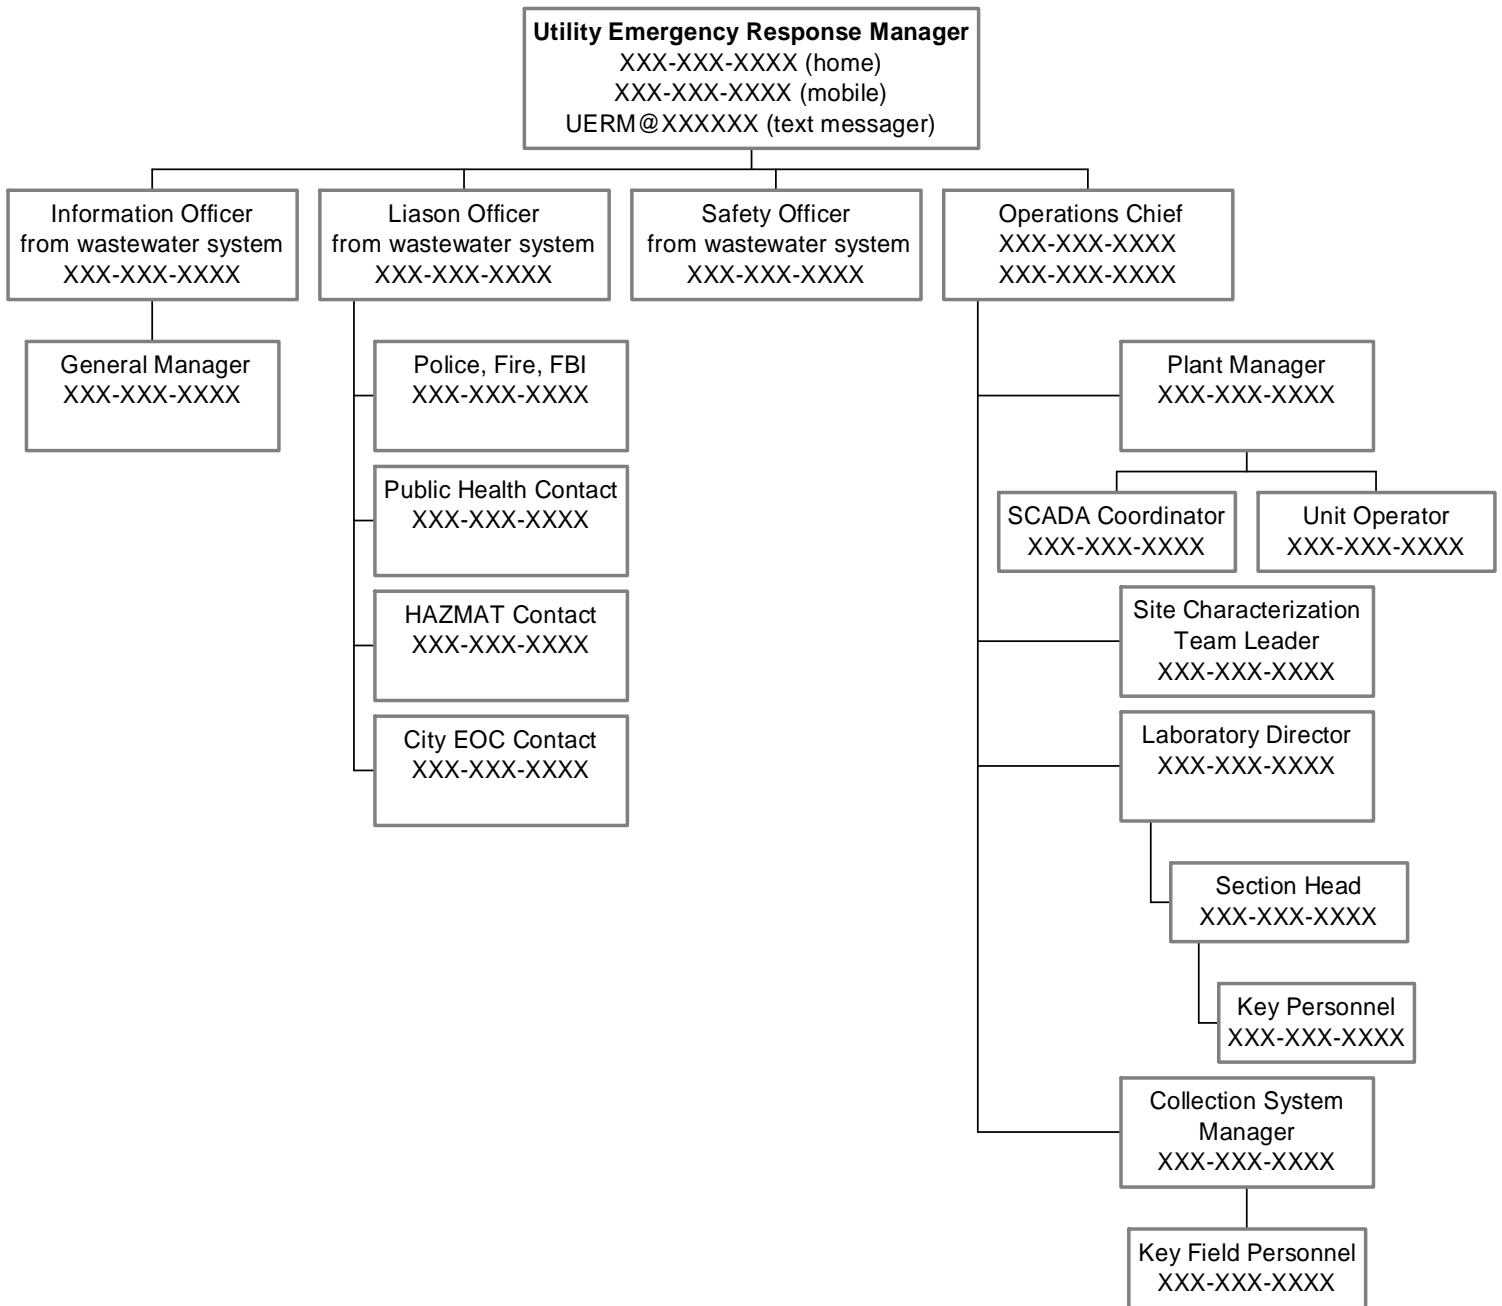 Utility Emergency Response Manager
XXX-XXX-XXXX (home)
XXX-XXX-XXXX (mobile)
UERM@XXXXXX (text messager)
Information Officer
from wastewater system
XXX-XXX-XXXX
Liason Officer
from wastewater system
XXX-XXX-XXXX
Safety Officer
from wastewater system
XXX-XXX-XXXX
Operations Chief
XXX-XXX-XXXX
XXX-XXX-XXXX
General Manager
XXX-XXX-XXXX
Police, Fire, FBI
XXX-XXX-XXXX
Public Health Contact
XXX-XXX-XXXX
HAZMAT Contact
XXX-XXX-XXXX
City EOC Contact
XXX-XXX-XXXX
Plant Manager
XXX-XXX-XXXX
SCADA Coordinator
XXX-XXX-XXXX
Unit Operator
XXX-XXX-XXXX
Site Characterization
Team Leader
XXX-XXX-XXXX
Laboratory Director
XXX-XXX-XXXX
Section Head
XXX-XXX-XXXX
Key Personnel
XXX-XXX-XXXX
Collection System
Manager
XXX-XXX-XXXX
Key Field Personnel
XXX-XXX-XXXX